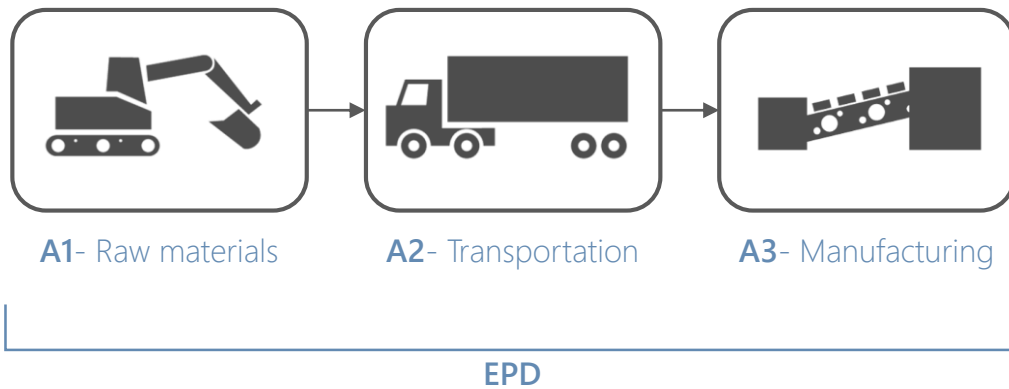 A1- Raw materials
A2- Transportation
A3- Manufacturing
EPD